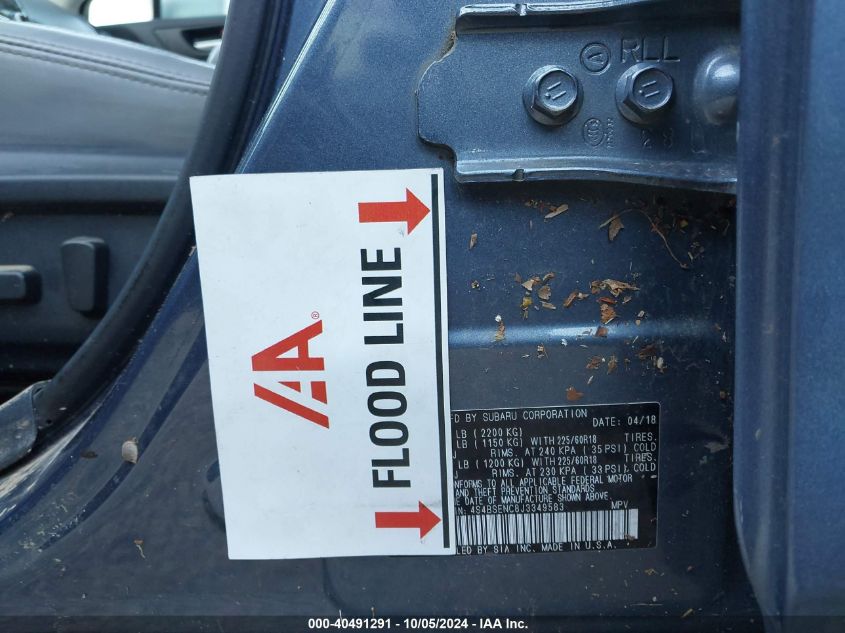 RLL
IAA®
FLOOD LINE
FD BY SUBARU CORPORATION DATE: 04/18
LB (2200 KG)
LB (1150 KG) WITH 225/60R18 TIRES.
J RIMS. AT 240 KPA (35 PSI) COLD
LB (1200 KG) WITH 225/60R18 TIRES.
J RIMS. AT 230 KPA (33 PSI). COLD
NFORMS TO ALL APPLICABLE FEDERAL MOTOR
AND THEFT PREVENTION STANDARDS
E DATE OF MANUFACTURE SHOWN ABOVE.
N: 4S4BSENC8J3349583 MPV
LED BY SIA INC. MADE IN U.S.A.
000-40491291 - 10/05/2024 - IAA Inc.